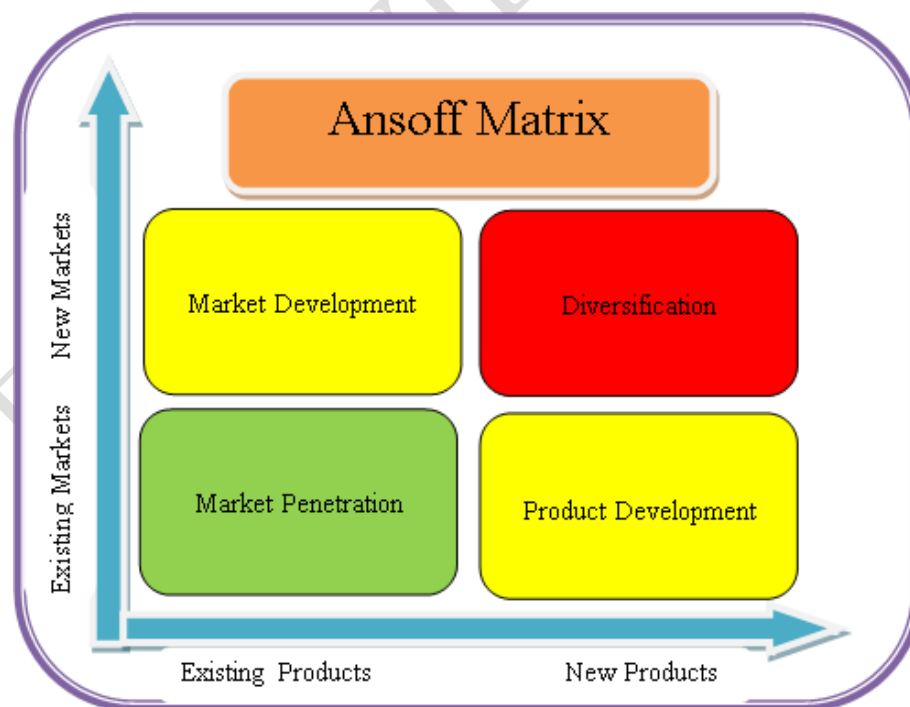 Ansoff Matrix
New Markets
Market Development
Diversification
Existing Markets
Market Penetration
Product Development
Existing Products
New Products